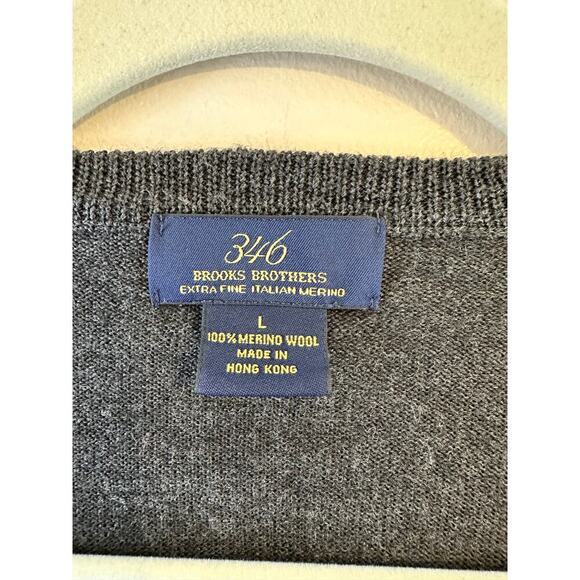 346
BROOKS BROTHERS
EXTRA FINE ITALIAN MERINO
L
100% MERINO WOOL
MADE IN
HONG KONG